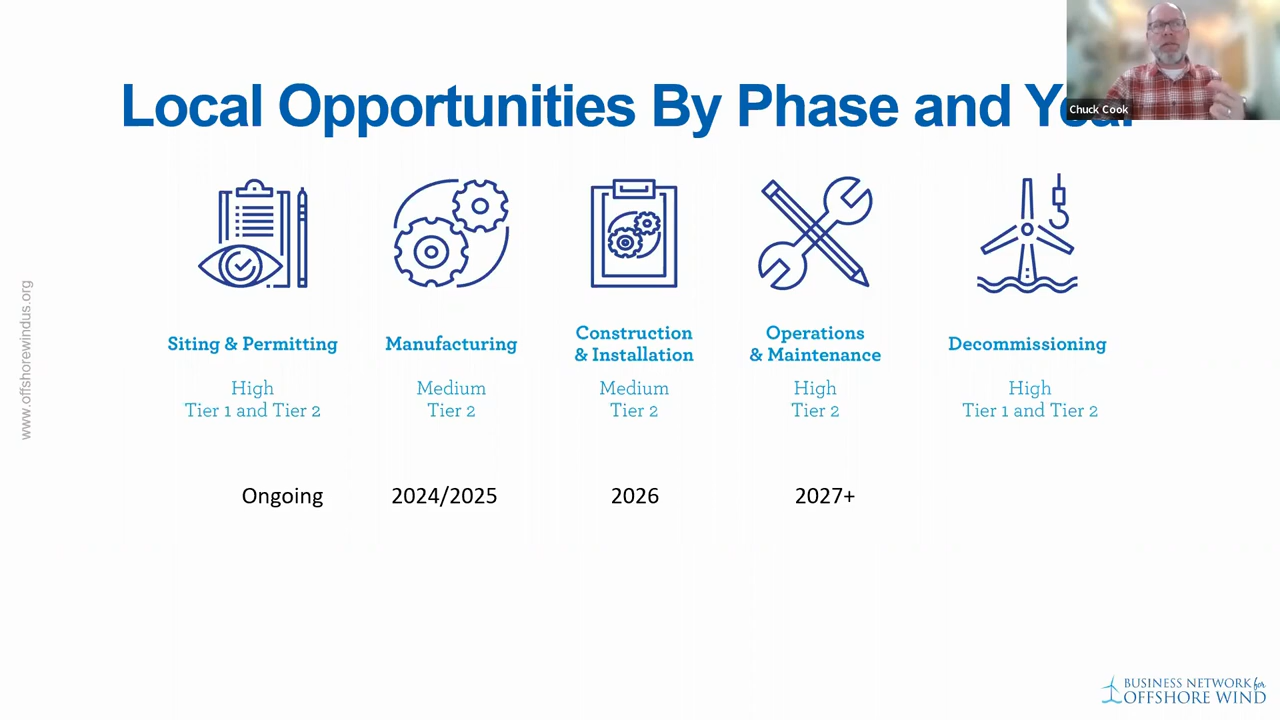 Local Opportunities By Phase and Year
Chuck Cook
www.offshorewindus.org
Siting & Permitting
High
Tier 1 and Tier 2
Ongoing
Manufacturing
Medium
Tier 2
2024/2025
Construction
& Installation
Medium
Tier 2
2026
Operations
& Maintenance
High
Tier 2
2027+
Decommissioning
High
Tier 1 and Tier 2
BUSINESS NETWORK for
OFFSHORE WIND